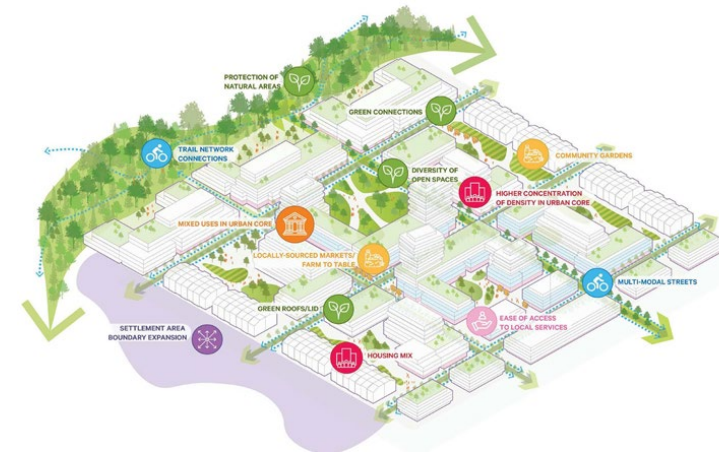 PROTECTION OF
NATURAL AREAS
GREEN CONNECTIONS
TRAIL NETWORK
CONNECTIONS
COMMUNITY GARDENS
DIVERSITY OF
OPEN SPACES
HIGHER CONCENTRATION
OF DENSITY IN URBAN CORE
MIXED USES IN URBAN CORE
LOCALLY-SOURCED MARKETS/
FARM TO TABLE
MULTI-MODAL STREETS
GREEN ROOFS/LID
EASE OF ACCESS
TO LOCAL SERVICES
SETTLEMENT AREA
BOUNDARY EXPANSION
HOUSING MIX